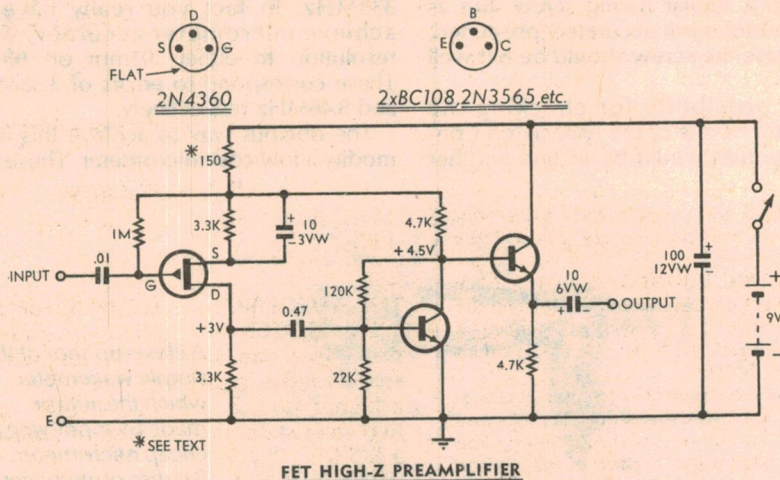 D
S G
FLAT
2N4360
B
E C
2xBC108,2N3565,etc.
* 150
1M
3.3K
+ 10
- 3VW
4.7K
+ 4.5V
.01
INPUT
S
G
D
120K
+3V
0.47
3.3K
22K
10
6VW
+ -
OUTPUT
4.7K
100
12VW
+
-
+
9V
-
E
* SEE TEXT
FET HIGH-Z PREAMPLIFIER